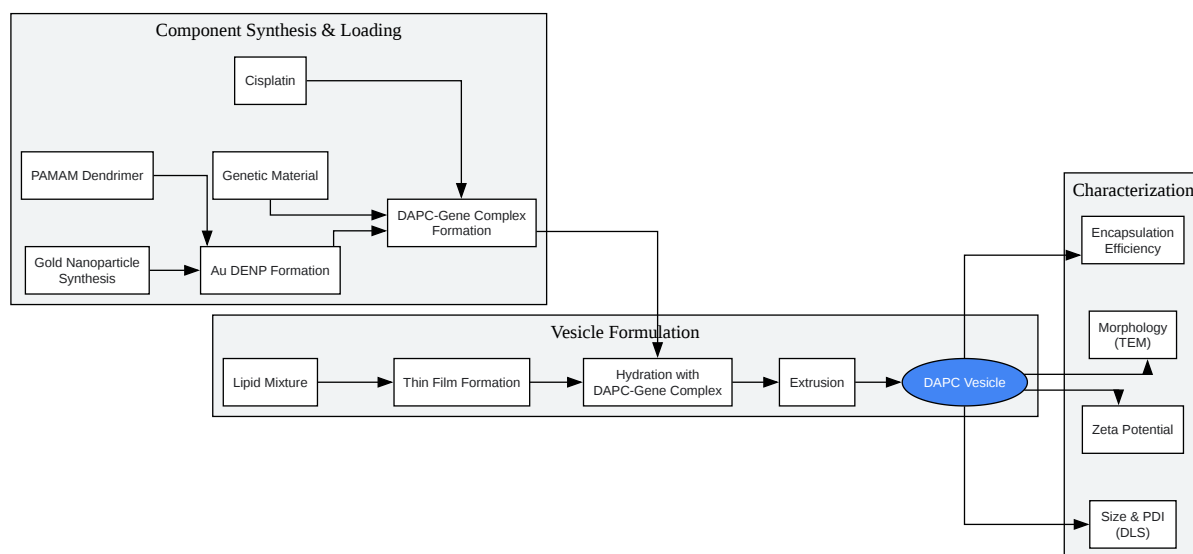 Component Synthesis & Loading
Cisplatin
PAMAM Dendrimer
Genetic Material
DAPC-Gene Complex
Formation
Gold Nanoparticle
Synthesis
Au DENP Formation
Vesicle Formulation
Lipid Mixture
Thin Film Formation
Hydration with
DAPC-Gene Complex
Extrusion
DAPC Vesicle
Characterization
Encapsulation
Efficiency
Morphology
(TEM)
Zeta Potential
Size & PDI
(DLS)